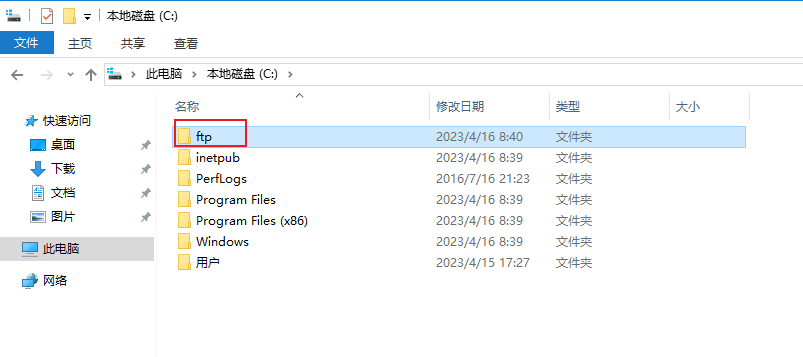 本地磁盘 (C:)
文件 主页 共享 查看
此电脑 本地磁盘 (C:)
名称 修改日期 类型 大小
快速访问
桌面
下载
文档
图片
此电脑
网络
ftp 2023/4/16 8:40 文件夹
inetpub 2023/4/16 8:39 文件夹
PerfLogs 2016/7/16 21:23 文件夹
Program Files 2023/4/16 8:39 文件夹
Program Files (x86) 2023/4/16 8:39 文件夹
Windows 2023/4/16 8:39 文件夹
用户 2023/4/15 17:27 文件夹